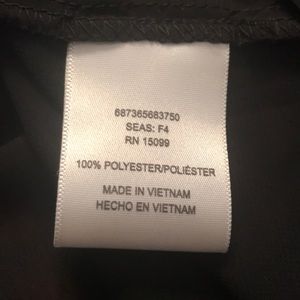 687365683750
SEAS: F4
RN 15099
100% POLYESTER/POLIÉSTER
MADE IN VIETNAM
HECHO EN VIETNAM